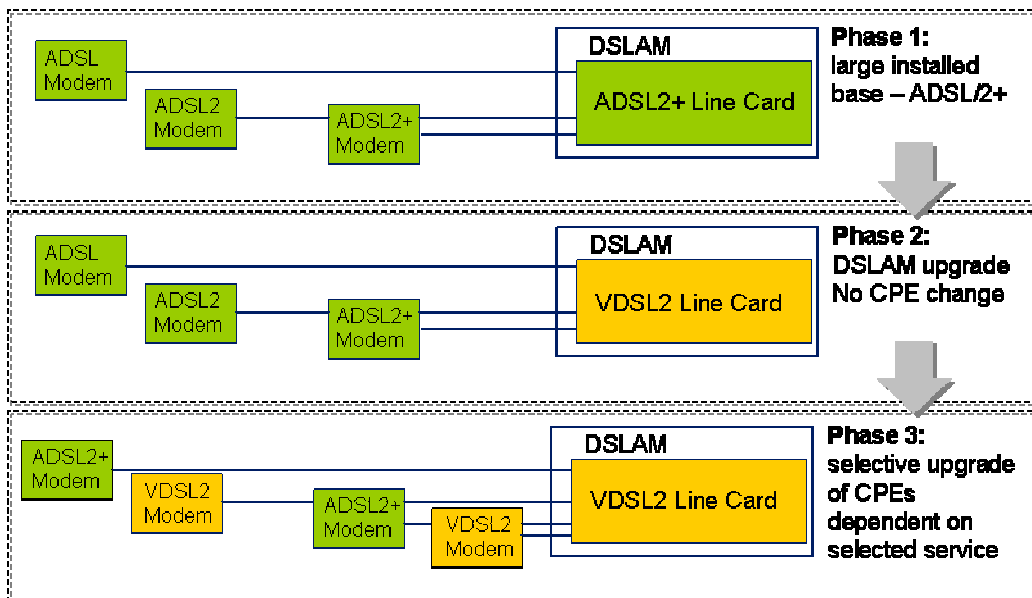 ADSL
Modem
ADSL2
Modem
ADSL2+
Modem
DSLAM
ADSL2+ Line Card
Phase 1:
large installed
base – ADSL/2+
ADSL
Modem
ADSL2
Modem
ADSL2+
Modem
DSLAM
VDSL2 Line Card
Phase 2:
DSLAM upgrade
No CPE change
ADSL2+
Modem
VDSL2
Modem
ADSL2+
Modem
VDSL2
Modem
DSLAM
VDSL2 Line Card
Phase 3:
selective upgrade
of CPEs
dependent on
selected service